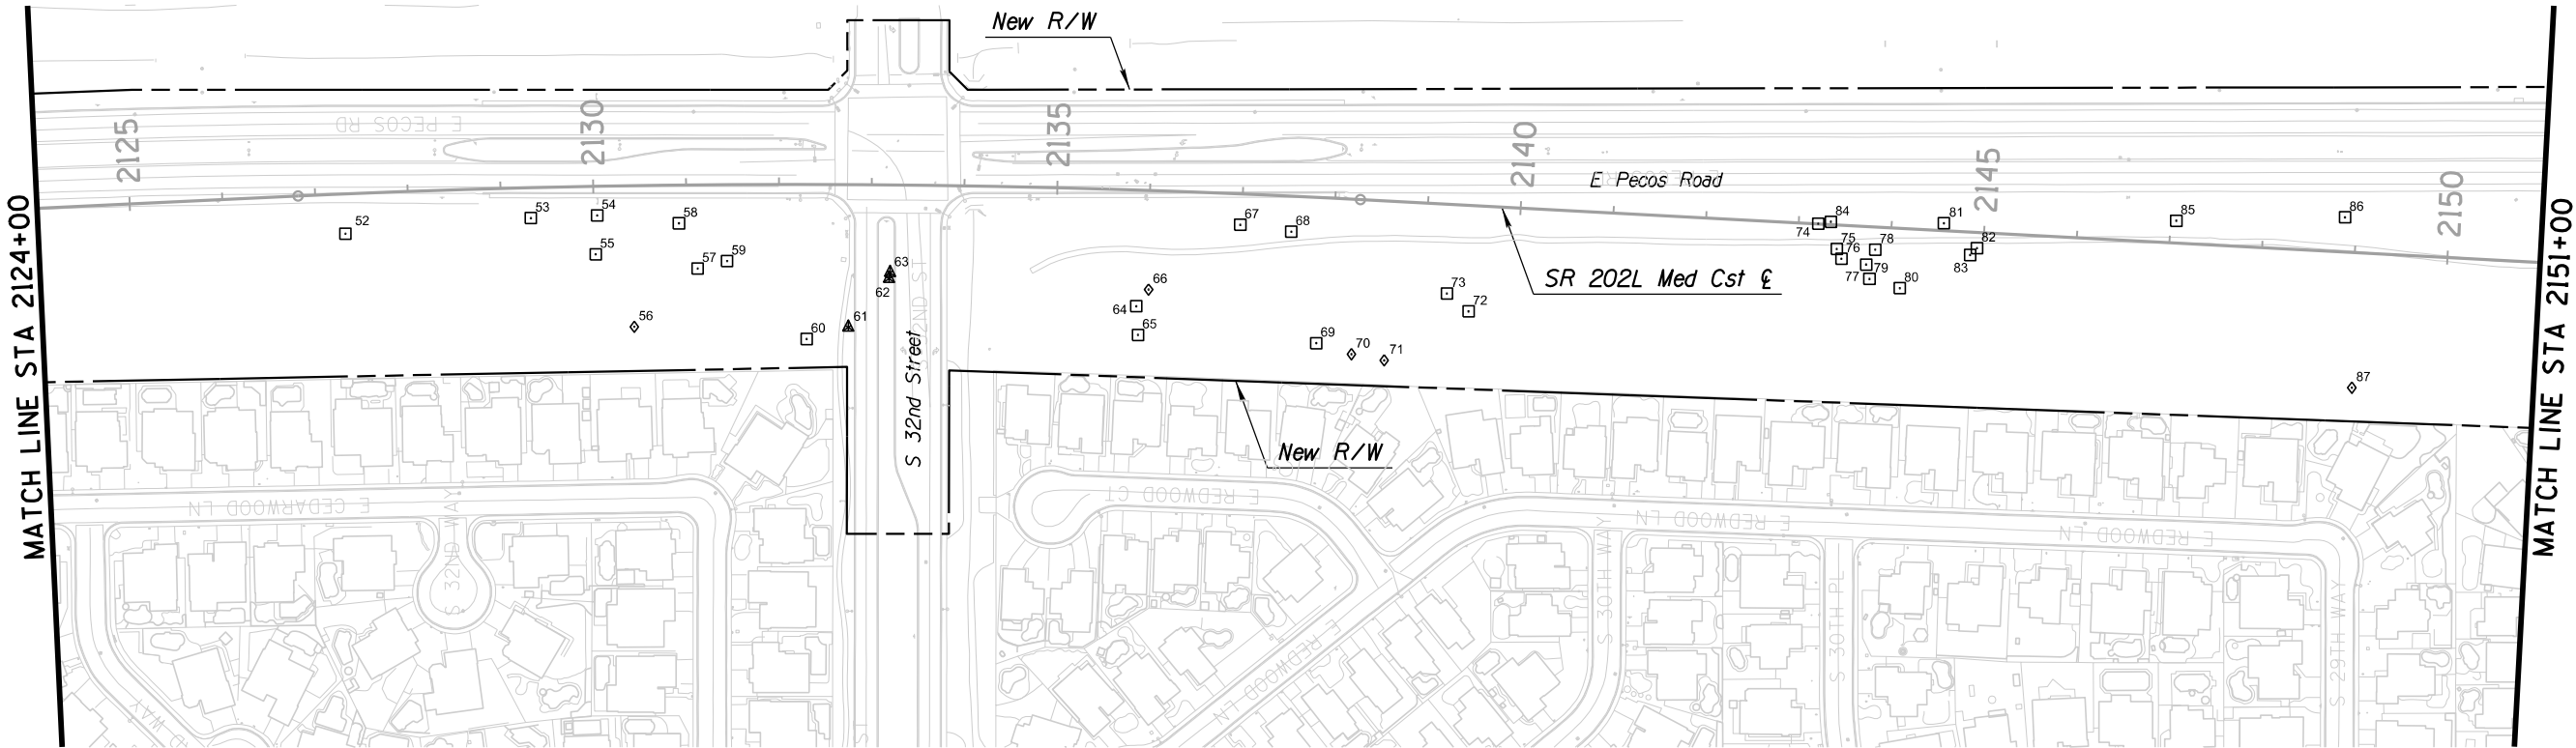 New R/W
2125
2130
2135
2140
2145
2150
E PECOS RD
E Pecos Road
MATCH LINE STA 2124+00
MATCH LINE STA 2151+00
52
53
54
55
56
57
58
59
60
61
62
63
64
65
66
67
68
69
70
71
72
73
74
75
76
77
78
79
80
81
82
83
84
85
86
87
SR 202L Med Cst ℄
S 32ND ST
S 32nd Street
New R/W
E CEDARWOOD LN
S 32ND WAY
E REDWOOD CT
E REDWOOD LN
E REDWOOD LN
E REDWOOD LN
S 30TH WAY
S 30TH PL
S 29TH WAY